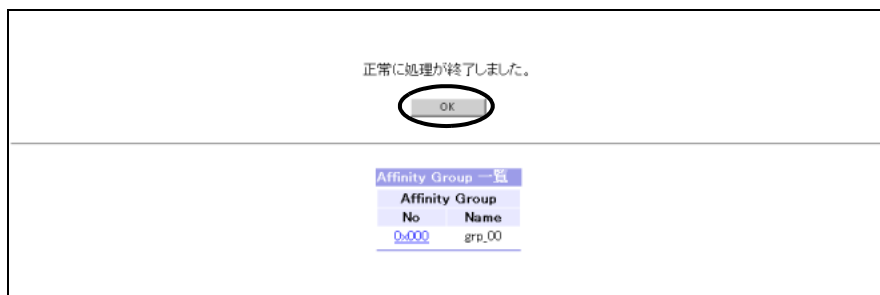 正常に処理が終了しました。
OK
Affinity Group 一覧
Affinity Group
No Name
0x000 grp_00